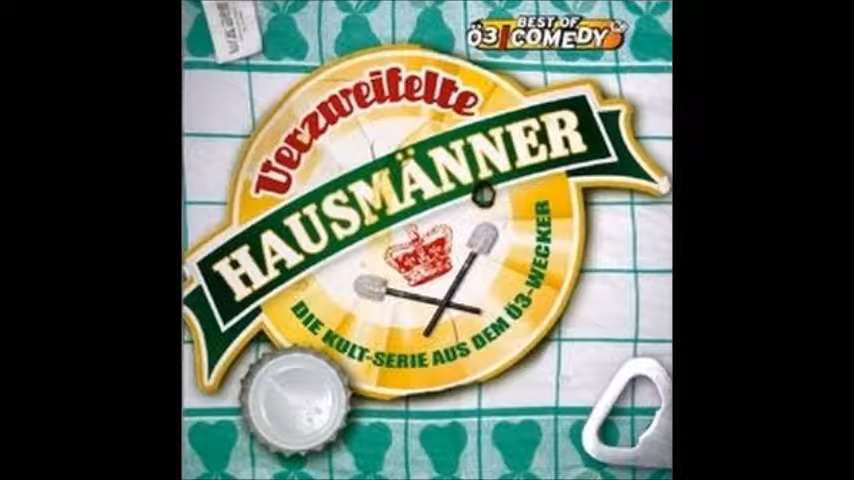 BEST OF
Ö3 COMEDY
Verzweifelte
HAUSMÄNNER
DIE KULT-SERIE AUS DEM Ö3-WECKER